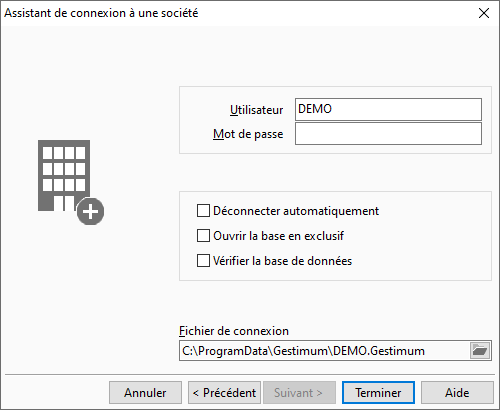 Assistant de connexion à une société
Utilisateur DEMO
Mot de passe
Déconnecter automatiquement
Ouvrir la base en exclusif
Vérifier la base de données
Fichier de connexion
C:\ProgramData\Gestimum\DEMO.Gestimum
Annuler < Précédent Suivant > Terminer Aide